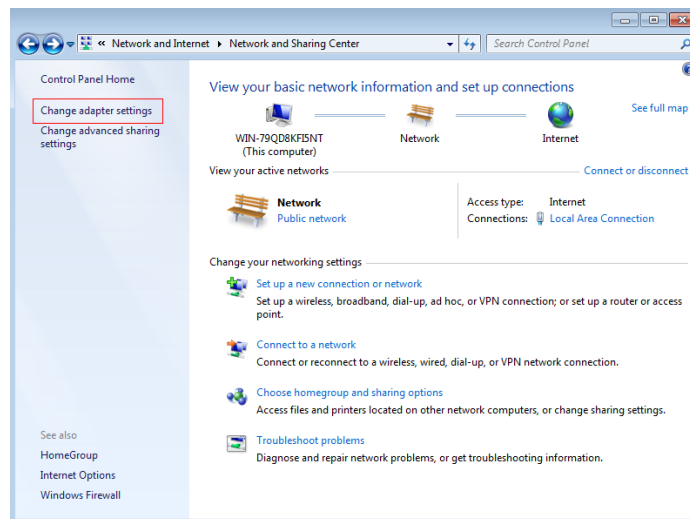 « Network and Internet ▸ Network and Sharing Center
Search Control Panel
Control Panel Home
Change adapter settings
Change advanced sharing
settings
See also
HomeGroup
Internet Options
Windows Firewall
View your basic network information and set up connections
See full map
WIN-79QD8KFI5NT
(This computer)
Network
Internet
View your active networks
Connect or disconnect
Network
Public network
Access type: Internet
Connections: Local Area Connection
Change your networking settings
Set up a new connection or network
Set up a wireless, broadband, dial-up, ad hoc, or VPN connection; or set up a router or access
point.
Connect to a network
Connect or reconnect to a wireless, wired, dial-up, or VPN network connection.
Choose homegroup and sharing options
Access files and printers located on other network computers, or change sharing settings.
Troubleshoot problems
Diagnose and repair network problems, or get troubleshooting information.